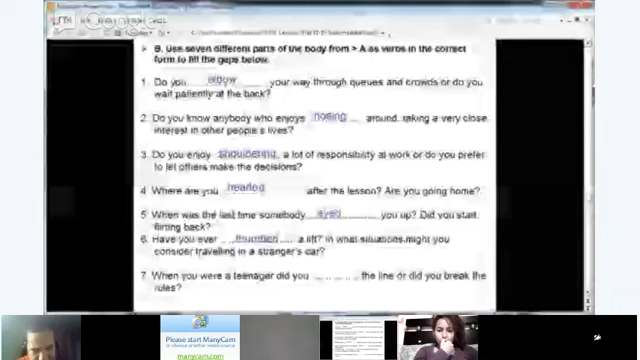 B. Use seven different parts of the body from > A as verbs in the correct
form to fill the gaps below.
1. Do you elbow your way through queues and crowds or do you
wait patiently at the back?
2. Do you know anybody who enjoys nosing around, taking a very close
interest in other people's lives?
3. Do you enjoy shouldering a lot of responsibility at work or do you prefer
to let others make the decisions?
4 Where are you headed after the lesson? Are you going home?
5 When was the last time somebody eyed you up? Did you start
flirting back?
6. Have you ever thumbed a lift? In what situations might you
consider travelling in a stranger's car?
7. When you were a teenager did you ........ the line or did you break the
rules?
Please start ManyCam
manycam.com